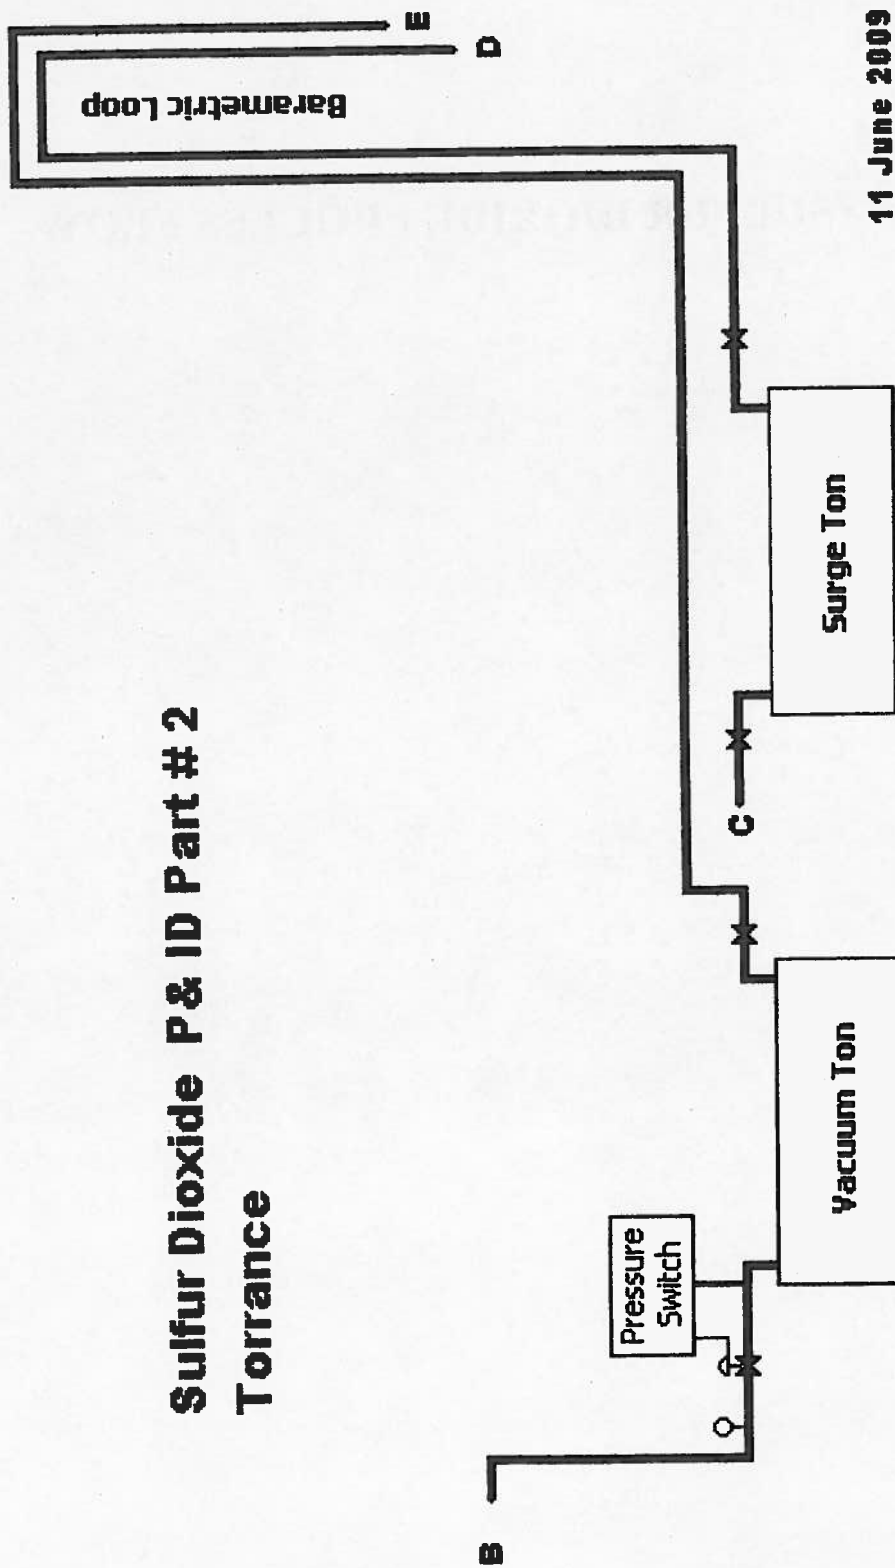 Sulfur Dioxide P& ID Part # 2
Torrance
Barametric Loop
E
D
B
Pressure
Switch
Vacuum Ton
C
Surge Ton
11 June 2009